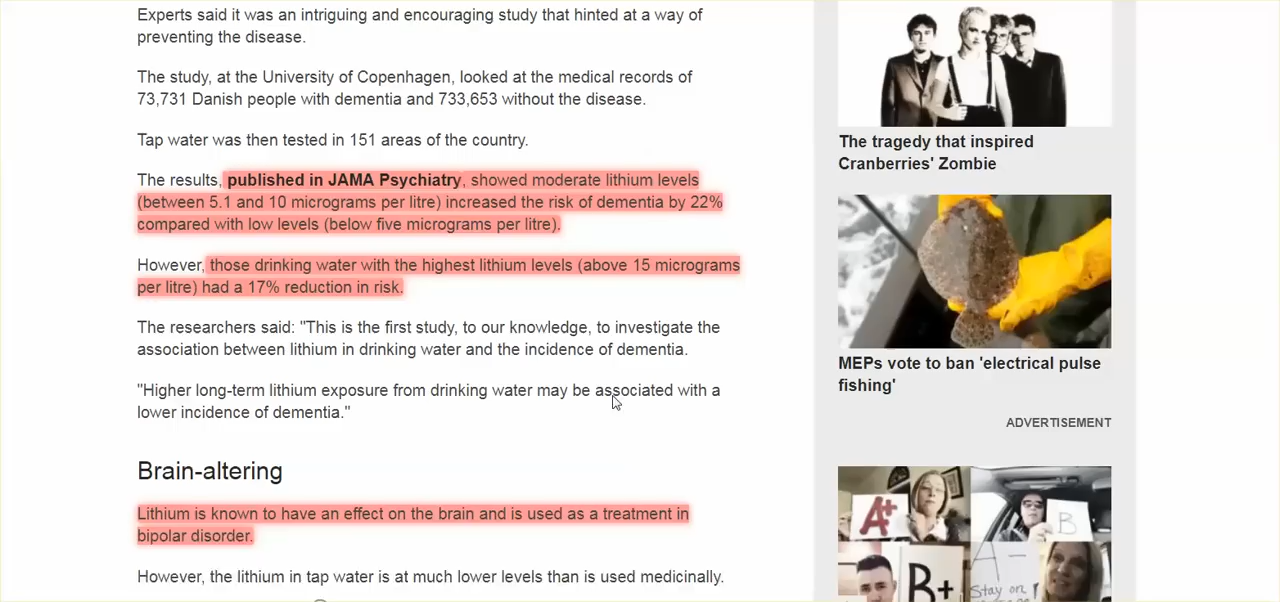 Experts said it was an intriguing and encouraging study that hinted at a way of
preventing the disease.
The study, at the University of Copenhagen, looked at the medical records of
73,731 Danish people with dementia and 733,653 without the disease.
Tap water was then tested in 151 areas of the country.
The results, published in JAMA Psychiatry, showed moderate lithium levels
(between 5.1 and 10 micrograms per litre) increased the risk of dementia by 22%
compared with low levels (below five micrograms per litre).
However, those drinking water with the highest lithium levels (above 15 micrograms
per litre) had a 17% reduction in risk.
The researchers said: "This is the first study, to our knowledge, to investigate the
association between lithium in drinking water and the incidence of dementia.
"Higher long-term lithium exposure from drinking water may be associated with a
lower incidence of dementia."
Brain-altering
Lithium is known to have an effect on the brain and is used as a treatment in
bipolar disorder.
However, the lithium in tap water is at much lower levels than is used medicinally.
The tragedy that inspired
Cranberries' Zombie
MEPs vote to ban 'electrical pulse
fishing'
ADVERTISEMENT
A+
B
B+
A-
Stay on